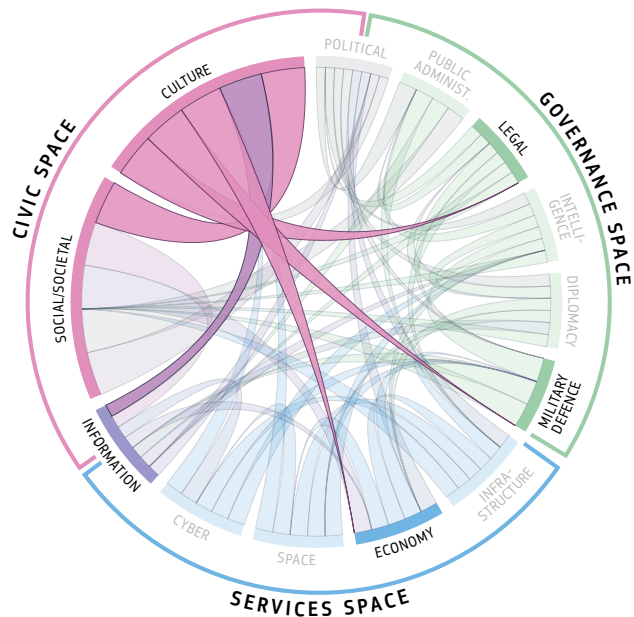 POLITICAL
PUBLIC
ADMINIST.
LEGAL
INTELLI-
GENCE
DIPLOMACY
MILITARY
DEFENCE
INFRA-
STRUCTURE
ECONOMY
SPACE
CYBER
INFORMATION
SOCIAL/SOCIETAL
CULTURE
CIVIC SPACE
GOVERNANCE SPACE
SERVICES SPACE